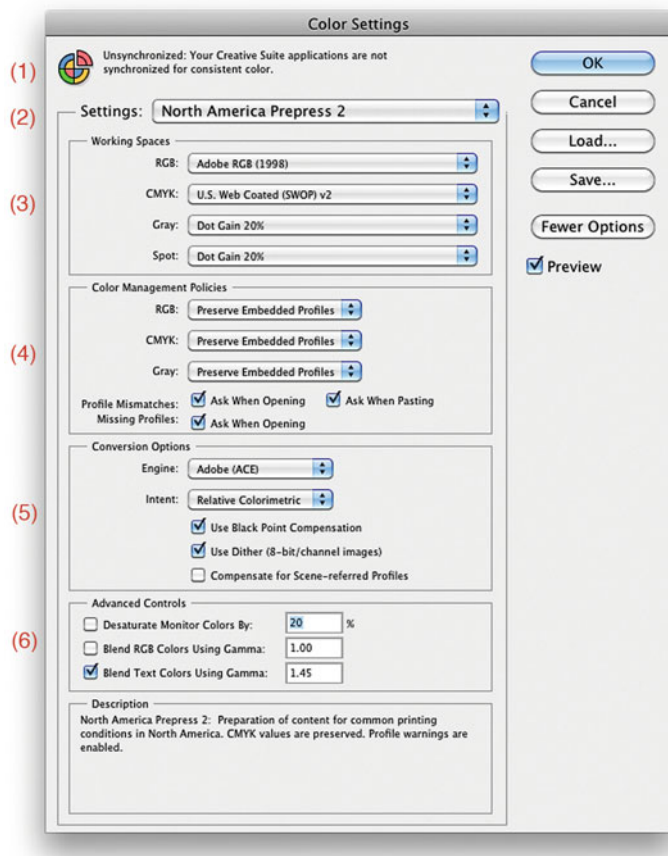 Color Settings
(1)
Unsynchronized: Your Creative Suite applications are not
synchronized for consistent color.
OK
(2)
Settings: North America Prepress 2
Cancel
Working Spaces
Load...
RGB: Adobe RGB (1998)
(3)
CMYK: U.S. Web Coated (SWOP) v2
Save...
Gray: Dot Gain 20%
Fewer Options
Spot: Dot Gain 20%
Preview
Color Management Policies
RGB: Preserve Embedded Profiles
(4)
CMYK: Preserve Embedded Profiles
Gray: Preserve Embedded Profiles
Profile Mismatches: Ask When Opening Ask When Pasting
Missing Profiles: Ask When Opening
Conversion Options
Engine: Adobe (ACE)
(5)
Intent: Relative Colorimetric
Use Black Point Compensation
Use Dither (8-bit/channel images)
Compensate for Scene-referred Profiles
(6)
Advanced Controls
Desaturate Monitor Colors By: 20 %
Blend RGB Colors Using Gamma: 1.00
Blend Text Colors Using Gamma: 1.45
Description
North America Prepress 2: Preparation of content for common printing
conditions in North America. CMYK values are preserved. Profile warnings are
enabled.